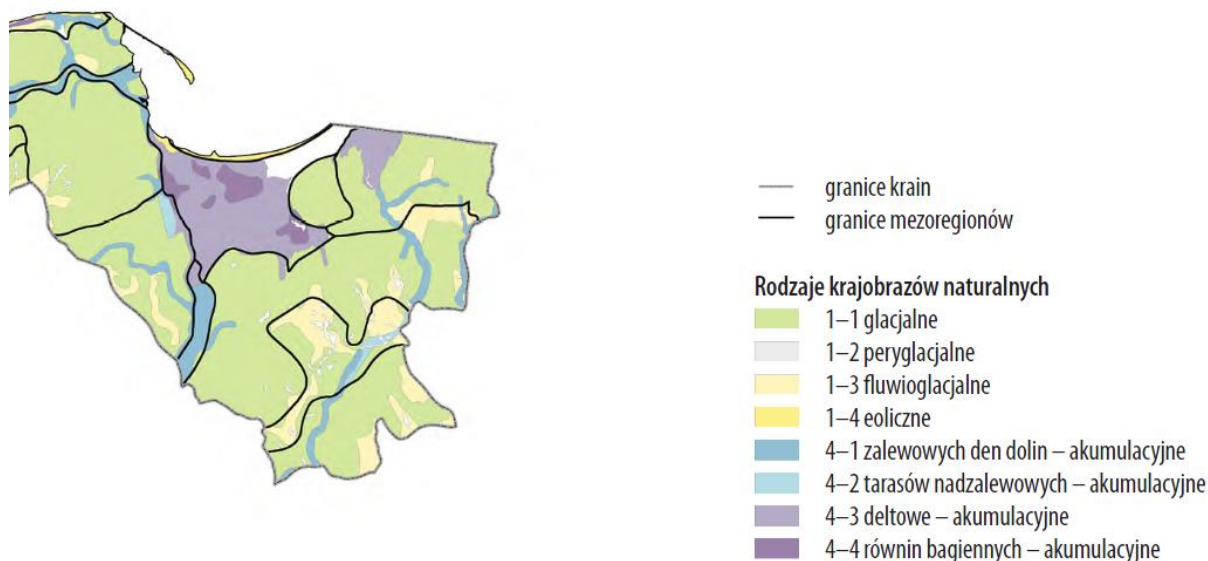 granice krain
granice mezoregionów
Rodzaje krajobrazów naturalnych
1–1 glacjalne
1–2 peryglacjalne
1–3 fluwioglacjalne
1–4 eoliczne
4–1 zalewowych den dolin – akumulacyjne
4–2 tarasów nadzalewowych – akumulacyjne
4–3 deltowe – akumulacyjne
4–4 równin bagiennych – akumulacyjne